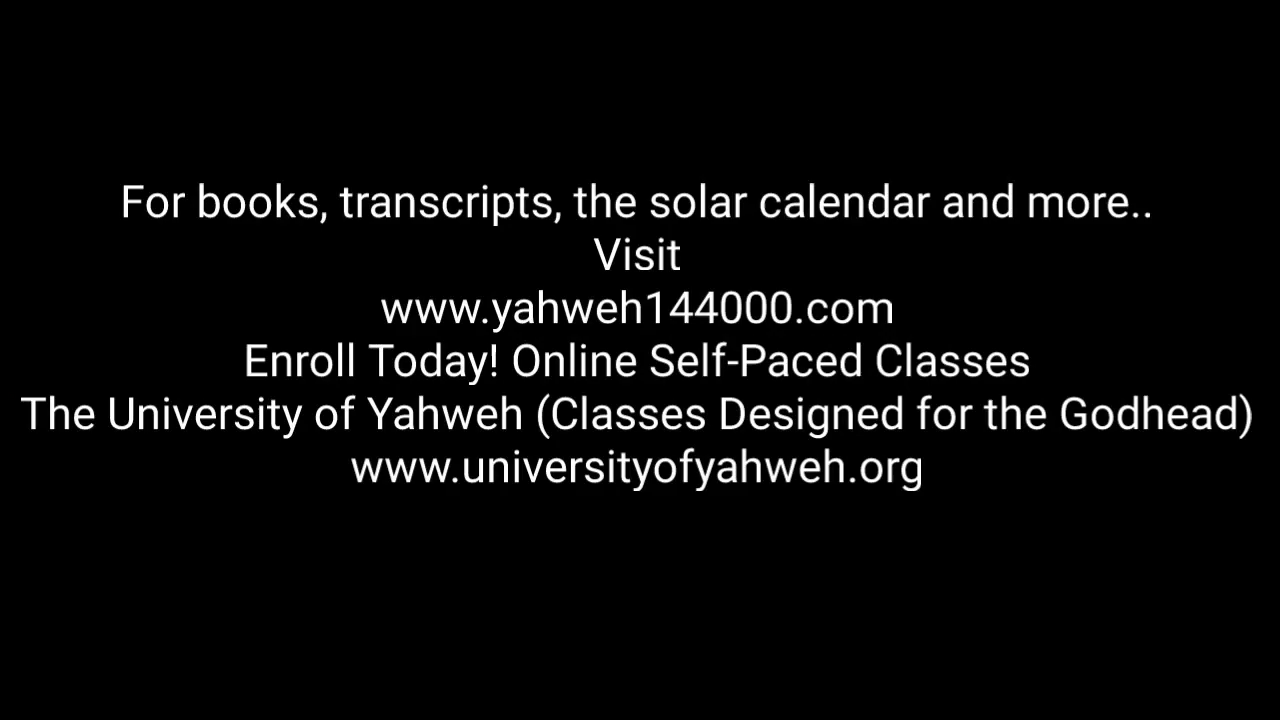 For books, transcripts, the solar calendar and more..
Visit
www.yahweh144000.com
Enroll Today! Online Self-Paced Classes
The University of Yahweh (Classes Designed for the Godhead)
www.universityofyahweh.org